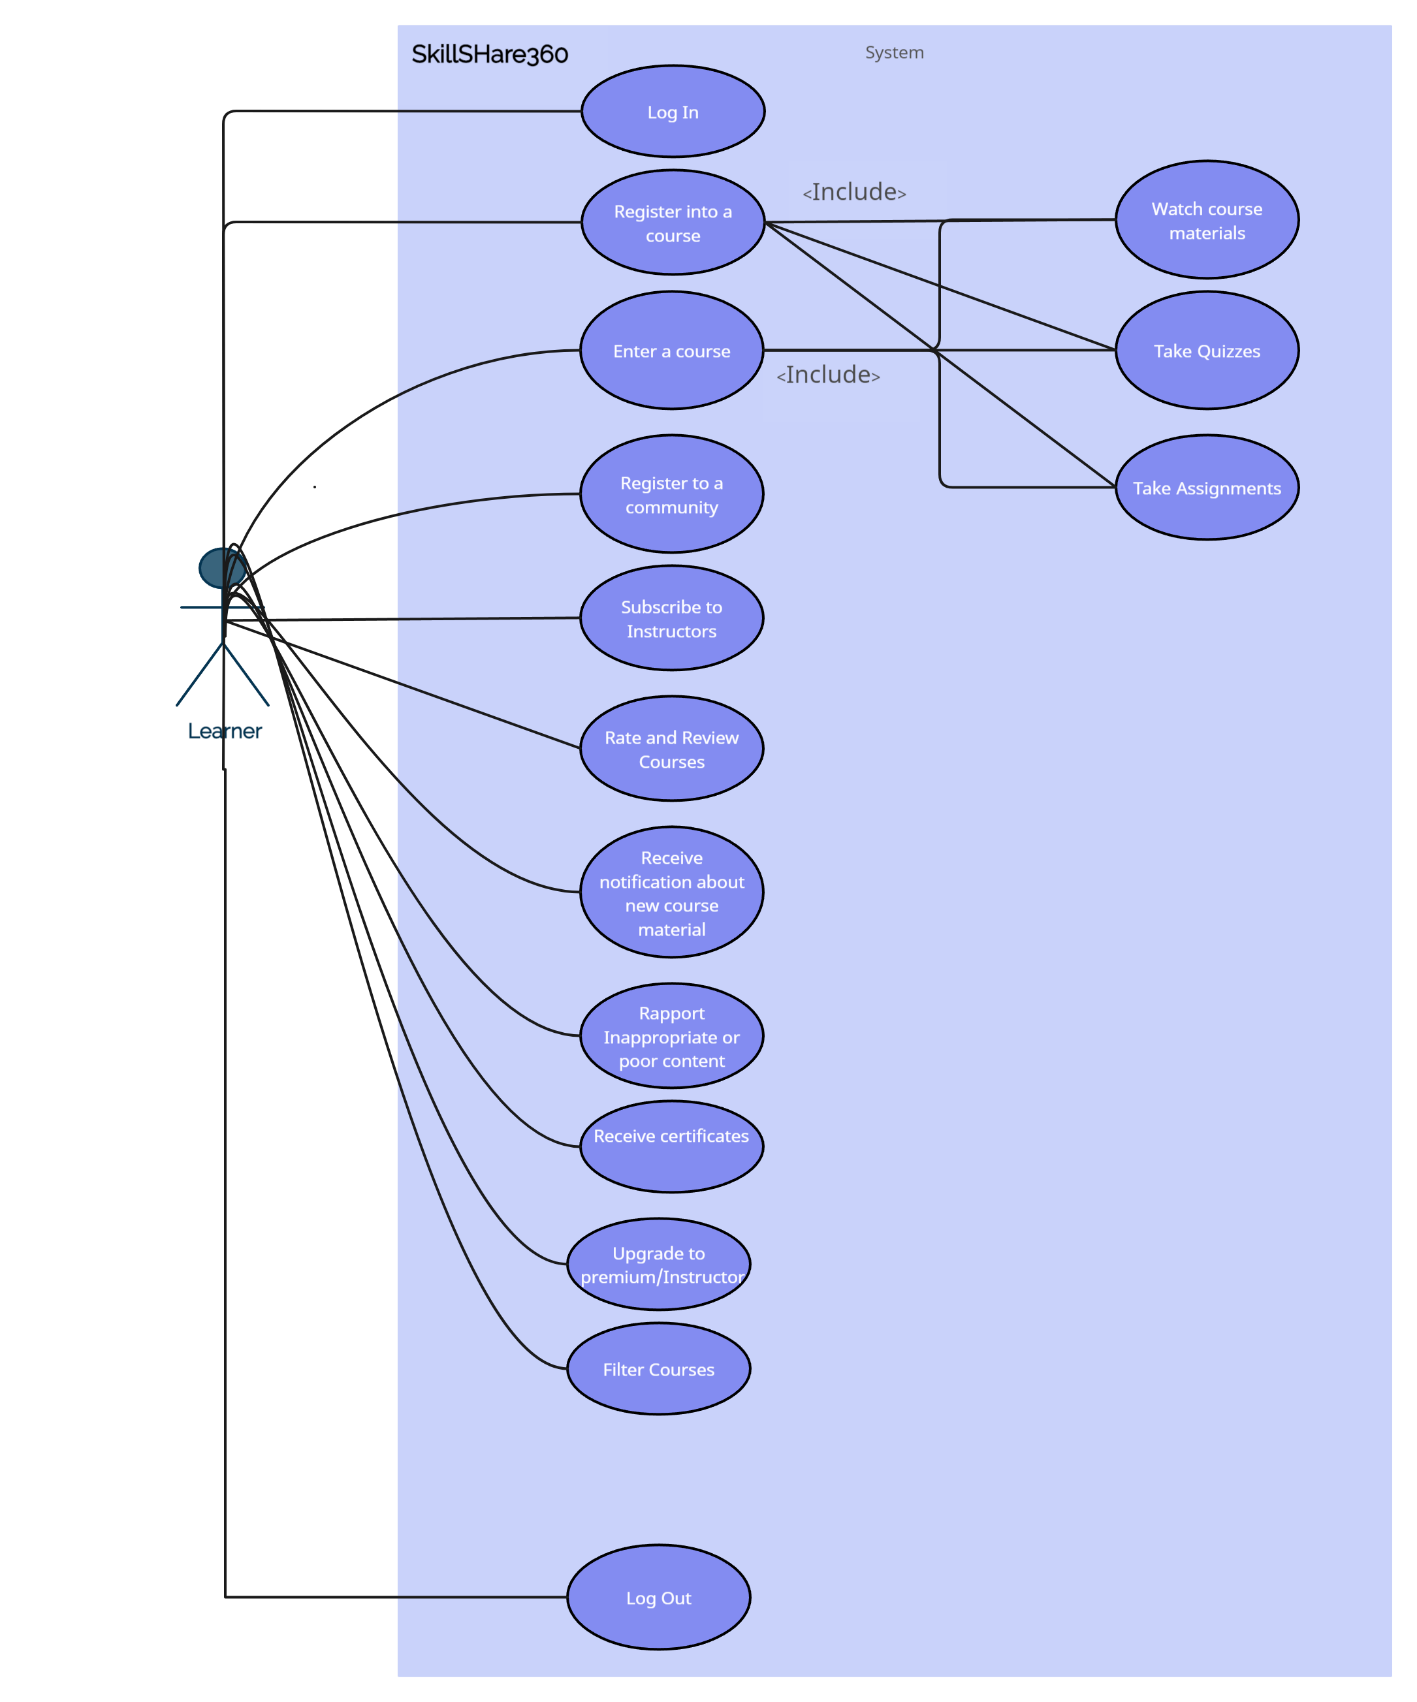 SkillSHare360
System
Log In
<Include>
Register into a
course
Watch course
materials
Enter a course
<Include>
Take Quizzes
Register to a
community
Take Assignments
Subscribe to
Instructors
Learner
Rate and Review
Courses
Receive
notification about
new course
material
Rapport
Inappropriate or
poor content
Receive certificates
Upgrade to
premium/Instructor
Filter Courses
Log Out